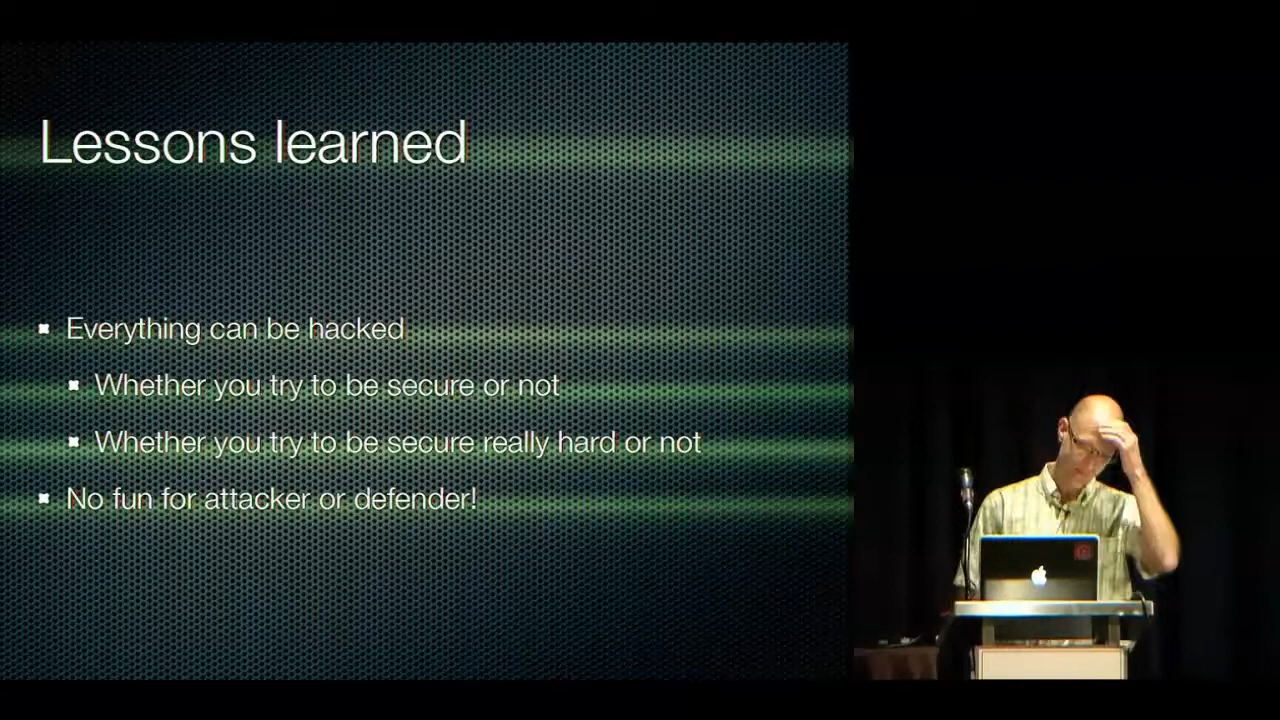 Lessons learned
Everything can be hacked
Whether you try to be secure or not
Whether you try to be secure really hard or not
No fun for attacker or defender!